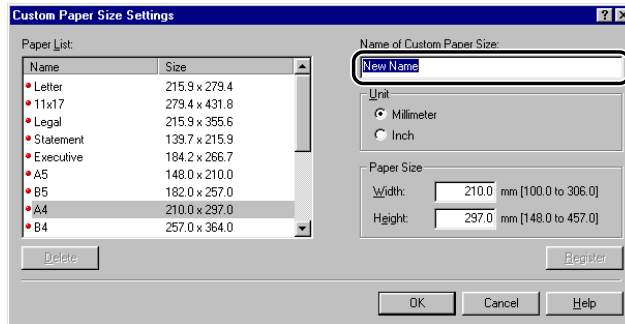 Custom Paper Size Settings
Paper List:
Name Size
Letter 215.9 x 279.4
11x17 279.4 x 431.8
Legal 215.9 x 355.6
Statement 139.7 x 215.9
Executive 184.2 x 266.7
A5 148.0 x 210.0
B5 182.0 x 257.0
A4 210.0 x 297.0
B4 257.0 x 364.0
Delete
Name of Custom Paper Size:
New Name
Unit
Millimeter
Inch
Paper Size
Width: 210.0 mm [100.0 to 306.0]
Height: 297.0 mm [148.0 to 457.0]
Register
OK Cancel Help